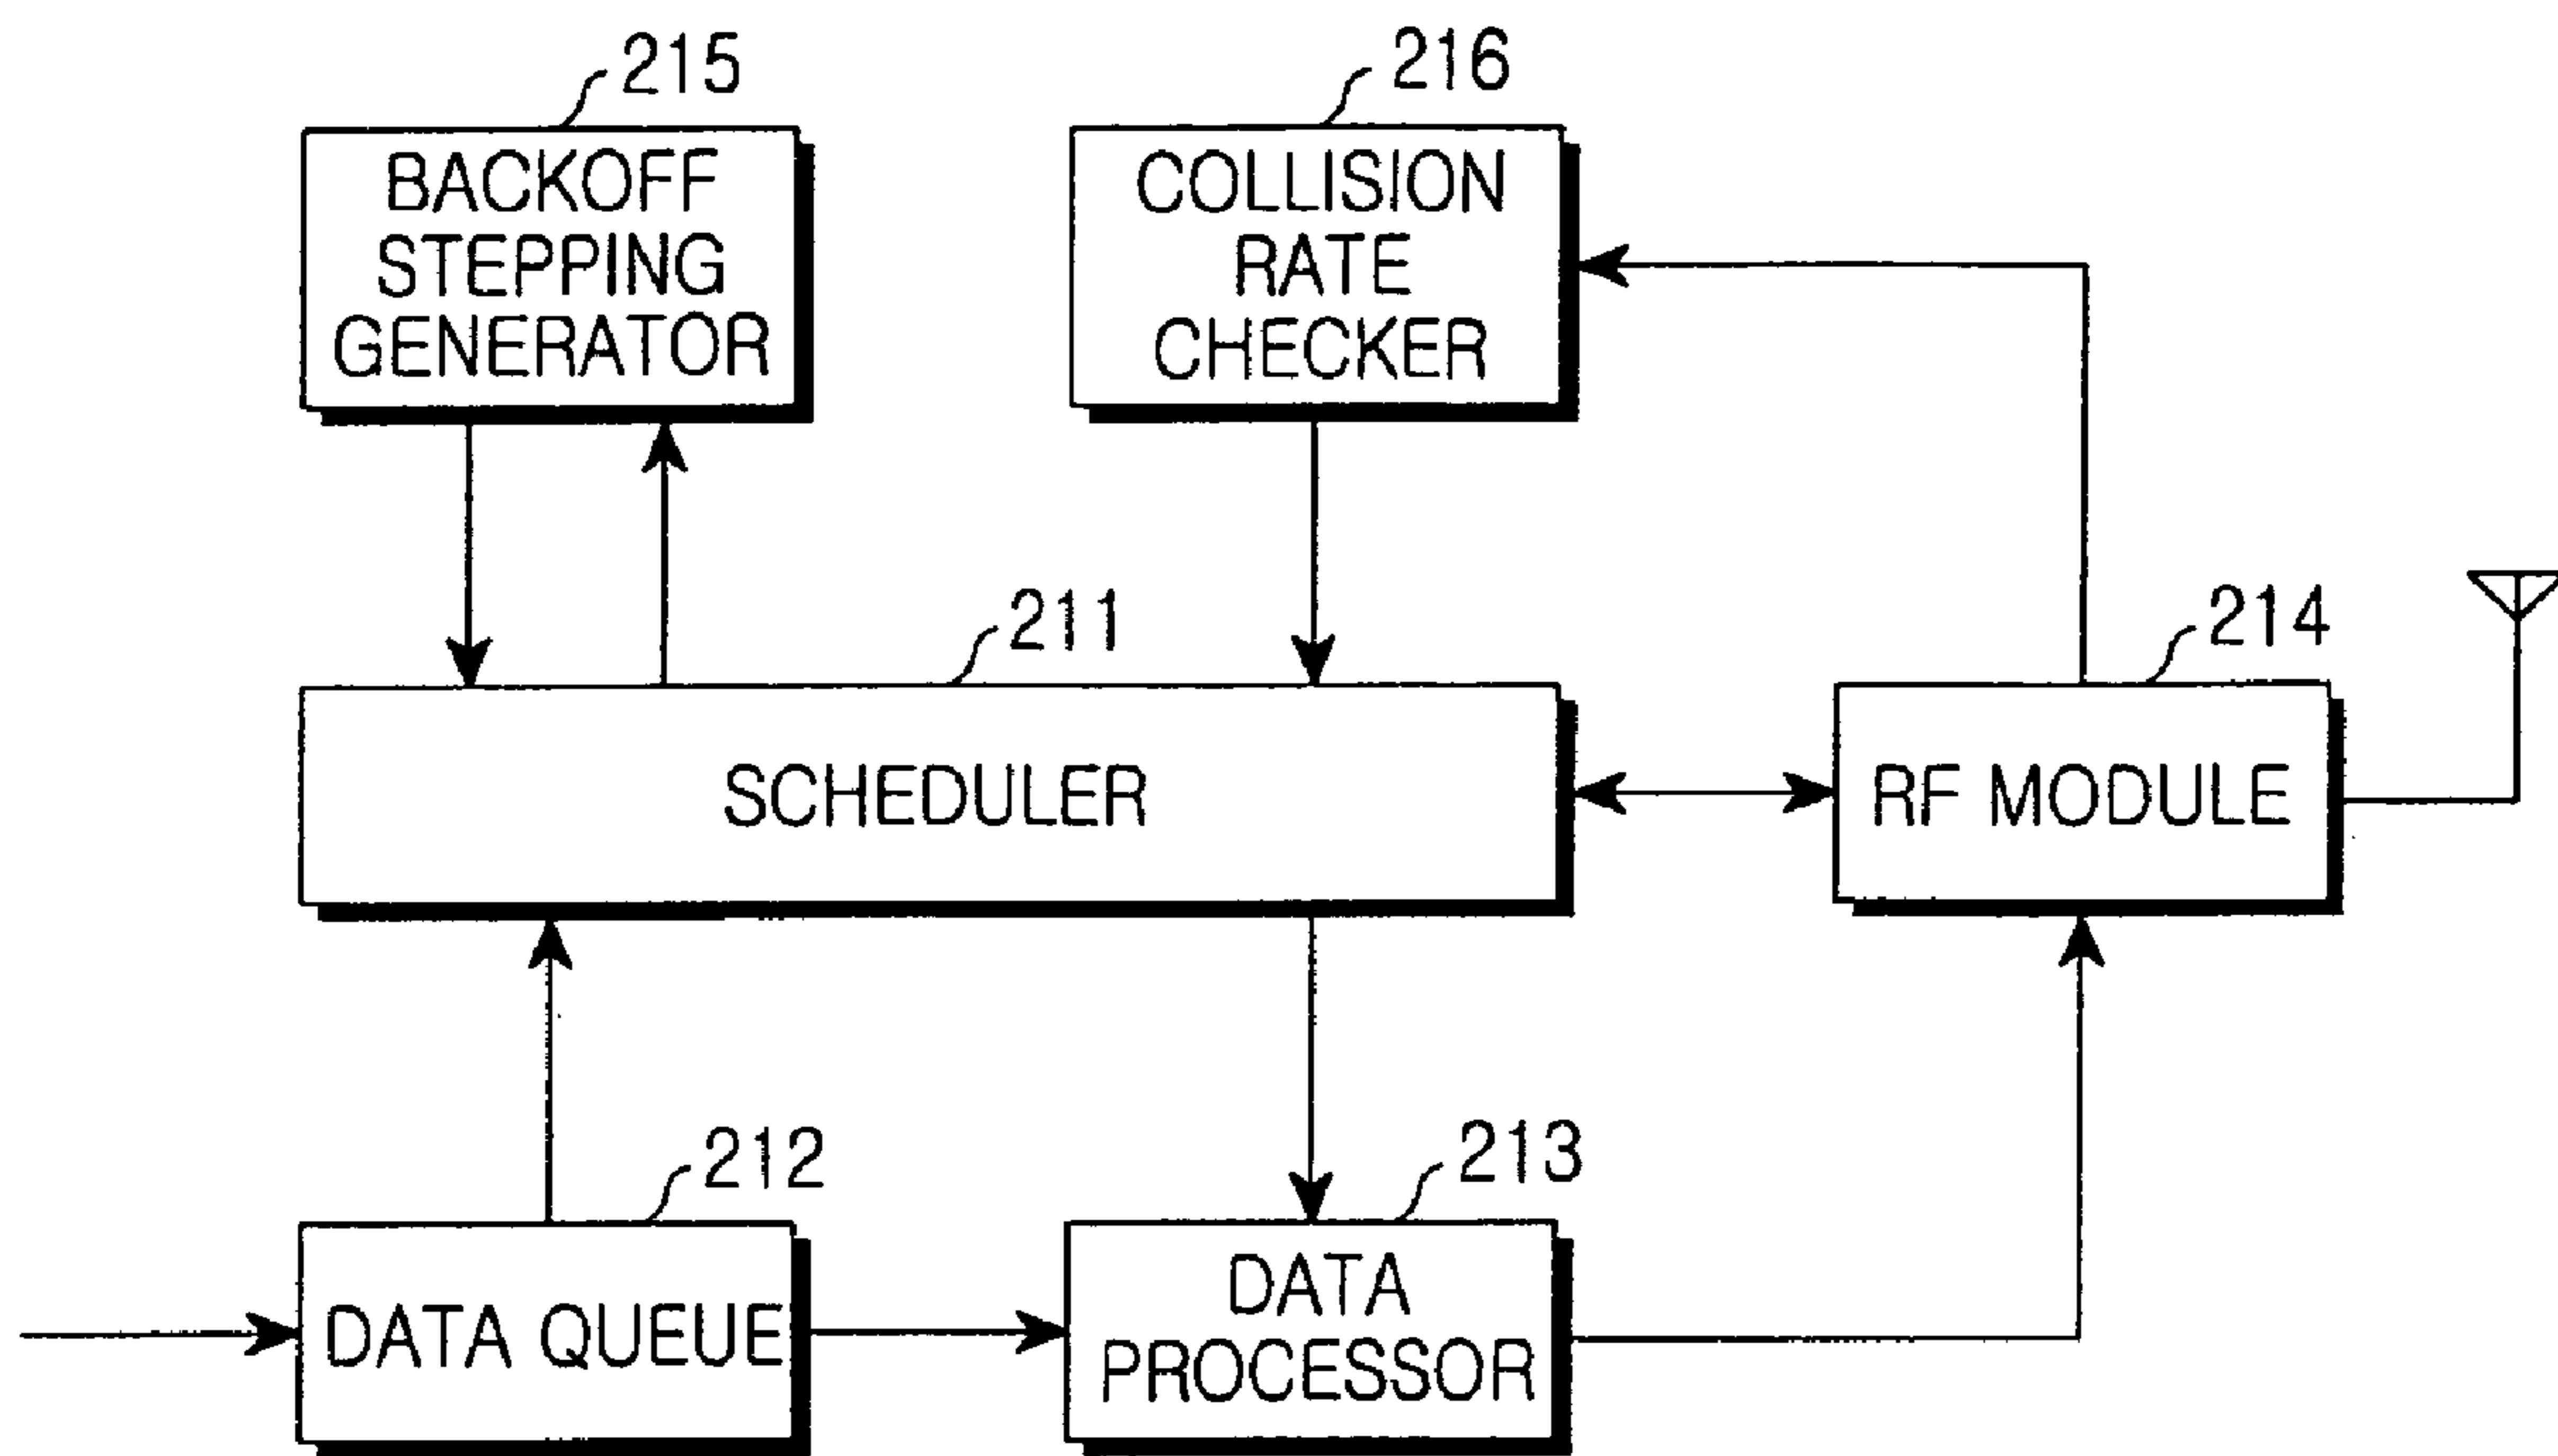 215
216
BACKOFF
STEPPING
GENERATOR
COLLISION
RATE
CHECKER
211
214
SCHEDULER
RF MODULE
212
213
DATA QUEUE
DATA
PROCESSOR